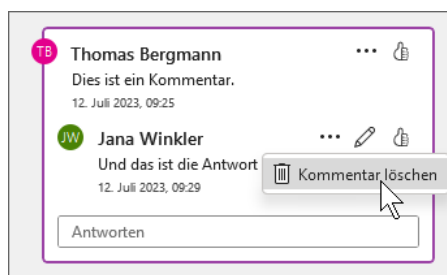 TB
Thomas Bergmann
Dies ist ein Kommentar.
12. Juli 2023, 09:25
JW
Jana Winkler
Und das ist die Antwort
12. Juli 2023, 09:29
Kommentar löschen
Antworten